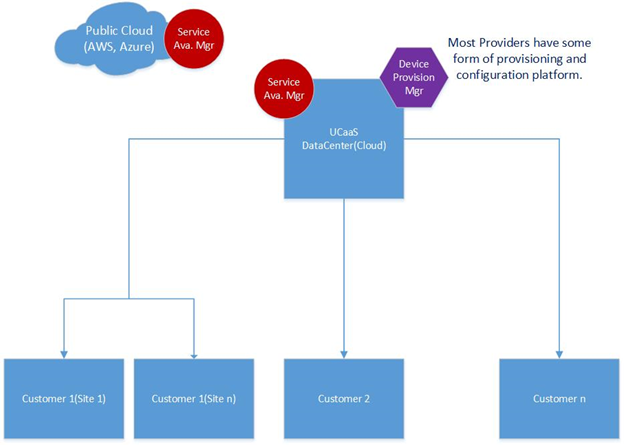 Public Cloud
(AWS, Azure)
Service
Ava. Mgr
Most Providers have some
form of provisioning and
configuration platform.
Device
Provision
Mgr
Service
Ava. Mgr
UCaaS
DataCenter(Cloud)
Customer 1(Site 1)
Customer 1(Site n)
Customer 2
Customer n